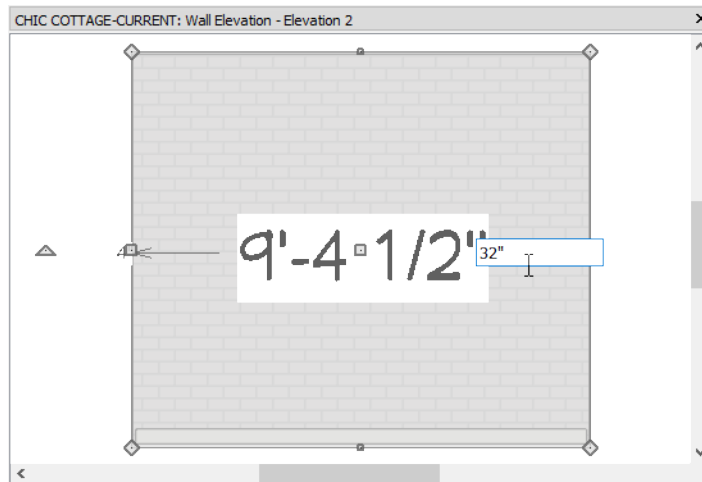 CHIC COTTAGE-CURRENT: Wall Elevation - Elevation 2
9'-4 1/2"
32"